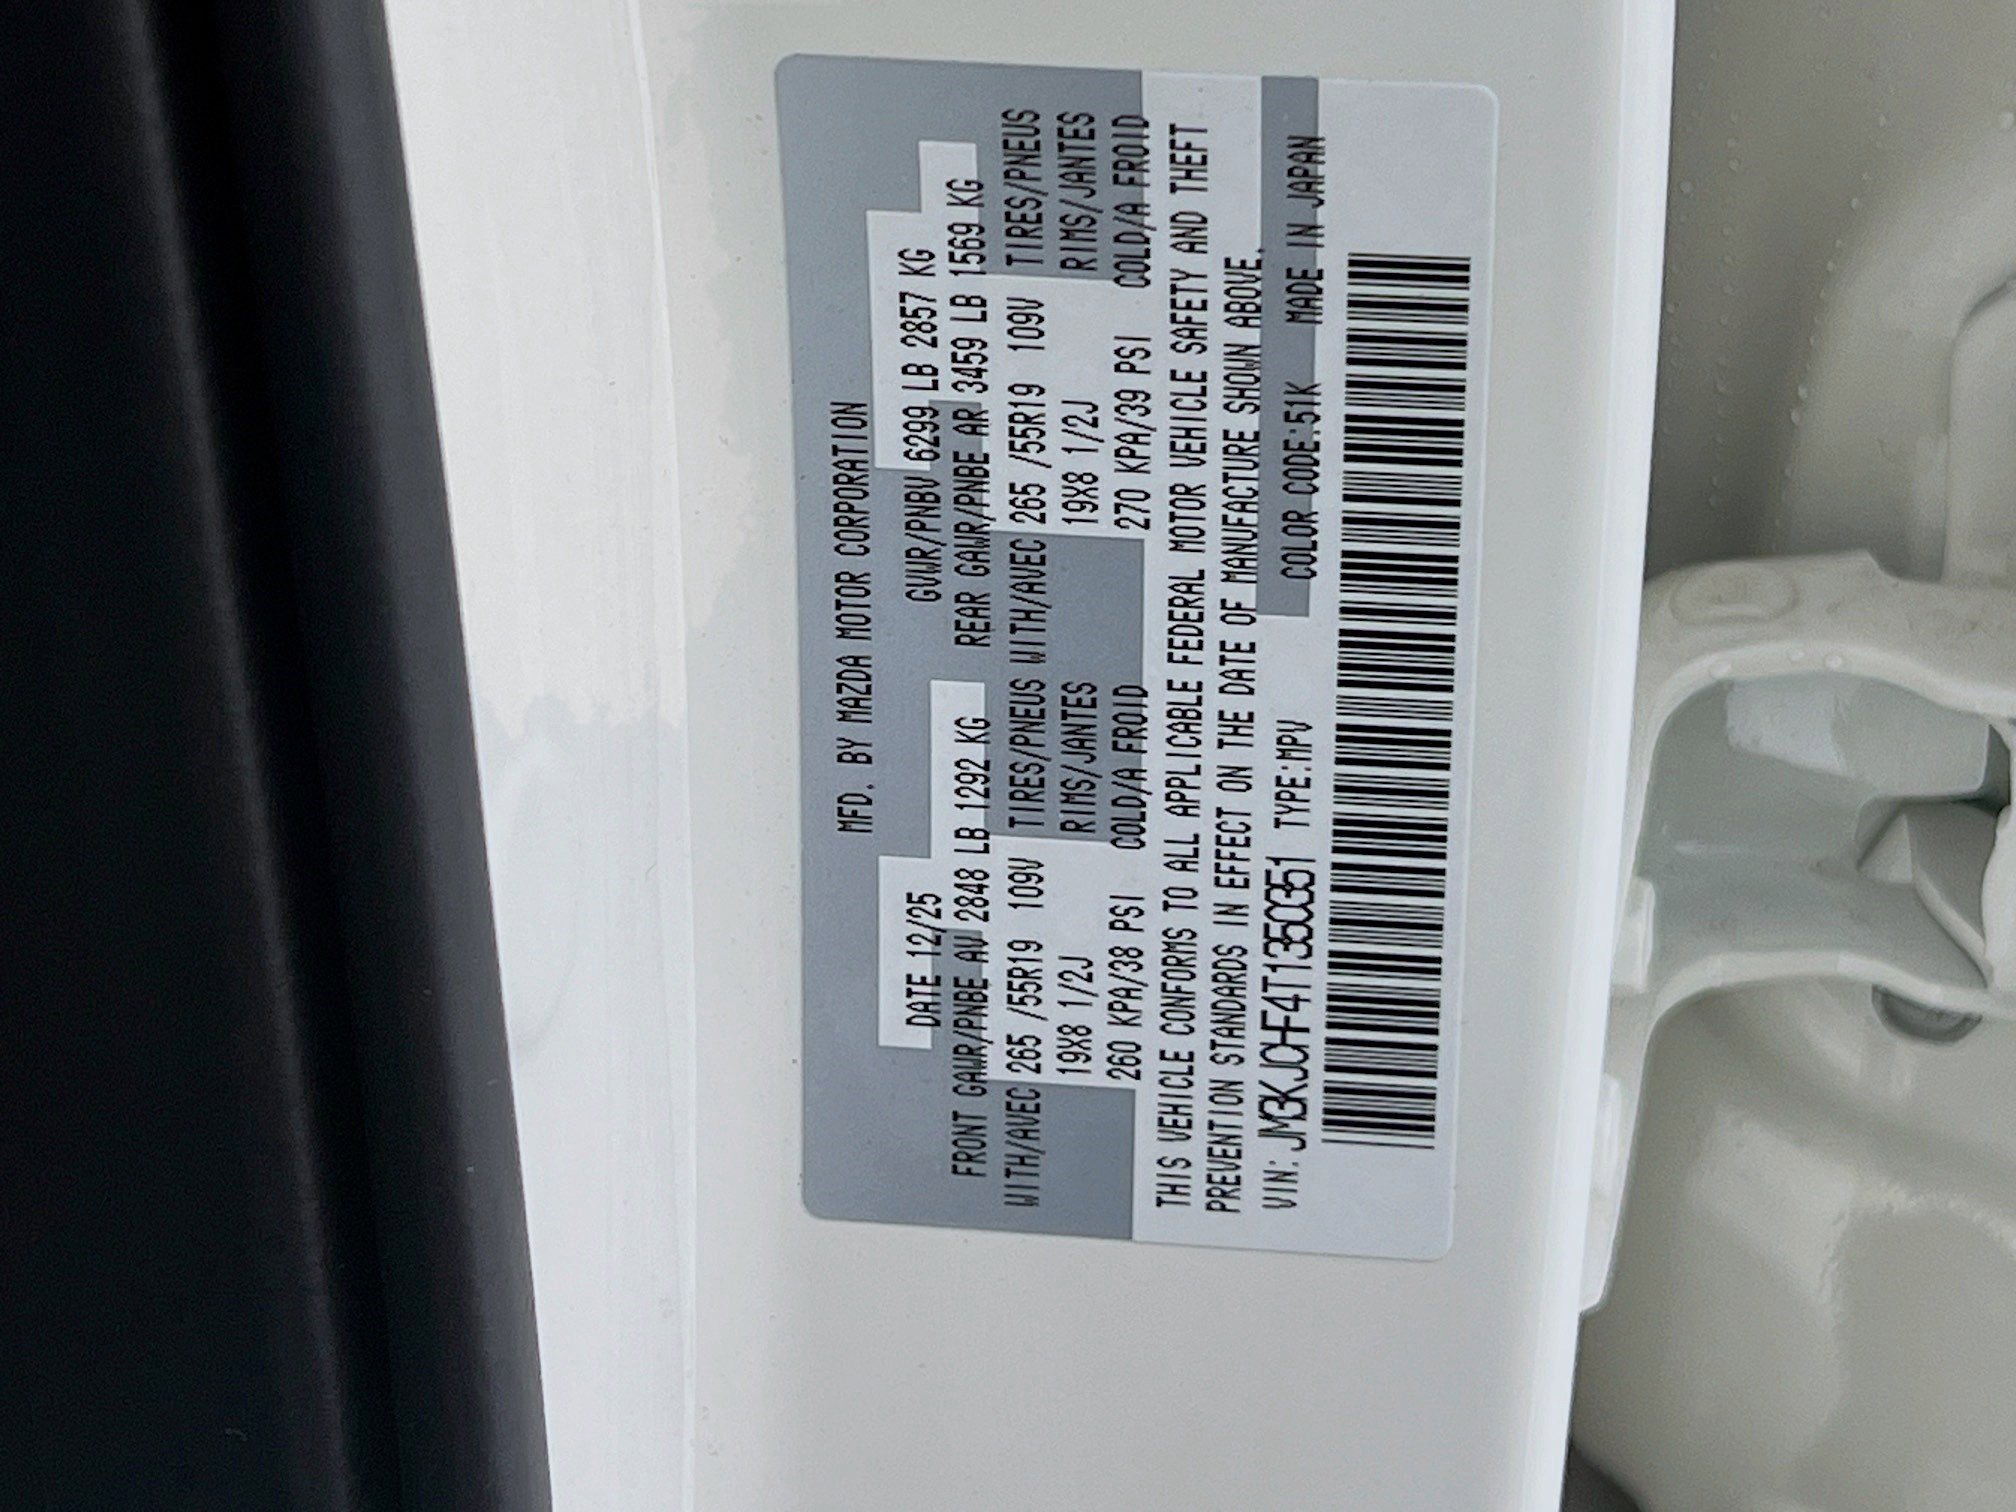 MFD. BY MAZDA MOTOR CORPORATION
DATE 12/25 GVWR/PNBV 6299 LB 2857 KG
FRONT GAWR/PNBE AV 2848 LB 1292 KG REAR GAWR/PNBE AR 3459 LB 1569 KG
WITH/AVEC 265 /55R19 109V TIRES/PNEUS WITH/AVEC 265 /55R19 109V TIRES/PNEUS
19X8 1/2J RIMS/JANTES 19X8 1/2J RIMS/JANTES
260 KPA/38 PSI COLD/A FROID 270 KPA/39 PSI COLD/A FROID
THIS VEHICLE CONFORMS TO ALL APPLICABLE FEDERAL MOTOR VEHICLE SAFETY AND THEFT
PREVENTION STANDARDS IN EFFECT ON THE DATE OF MANUFACTURE SHOWN ABOVE.
VIN: JM3KJCHF4T1350351 TYPE:MPV COLOR CODE:51K MADE IN JAPAN